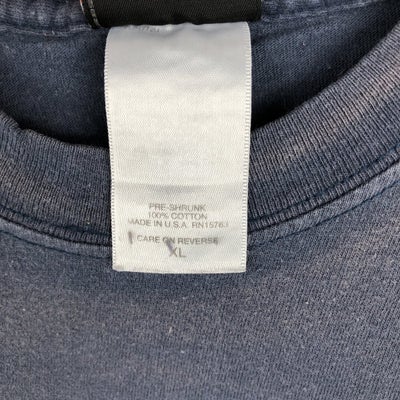 PRE-SHRUNK
100% COTTON
MADE IN U.S.A. RN15763
CARE ON REVERSE
XL